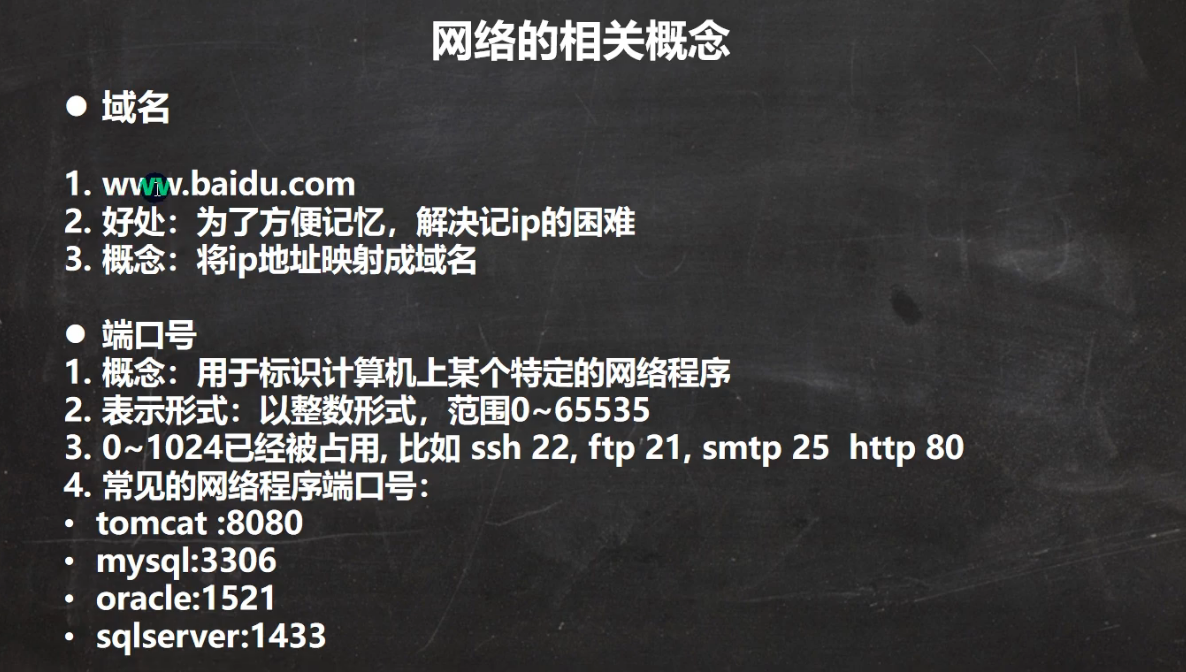 网络的相关概念
● 域名
1. www.baidu.com
2. 好处：为了方便记忆，解决记ip的困难
3. 概念：将ip地址映射成域名
● 端口号
1. 概念：用于标识计算机上某个特定的网络程序
2. 表示形式：以整数形式，范围0~65535
3. 0~1024已经被占用, 比如 ssh 22, ftp 21, smtp 25  http 80
4. 常见的网络程序端口号：
• tomcat :8080
• mysql:3306
• oracle:1521
• sqlserver:1433